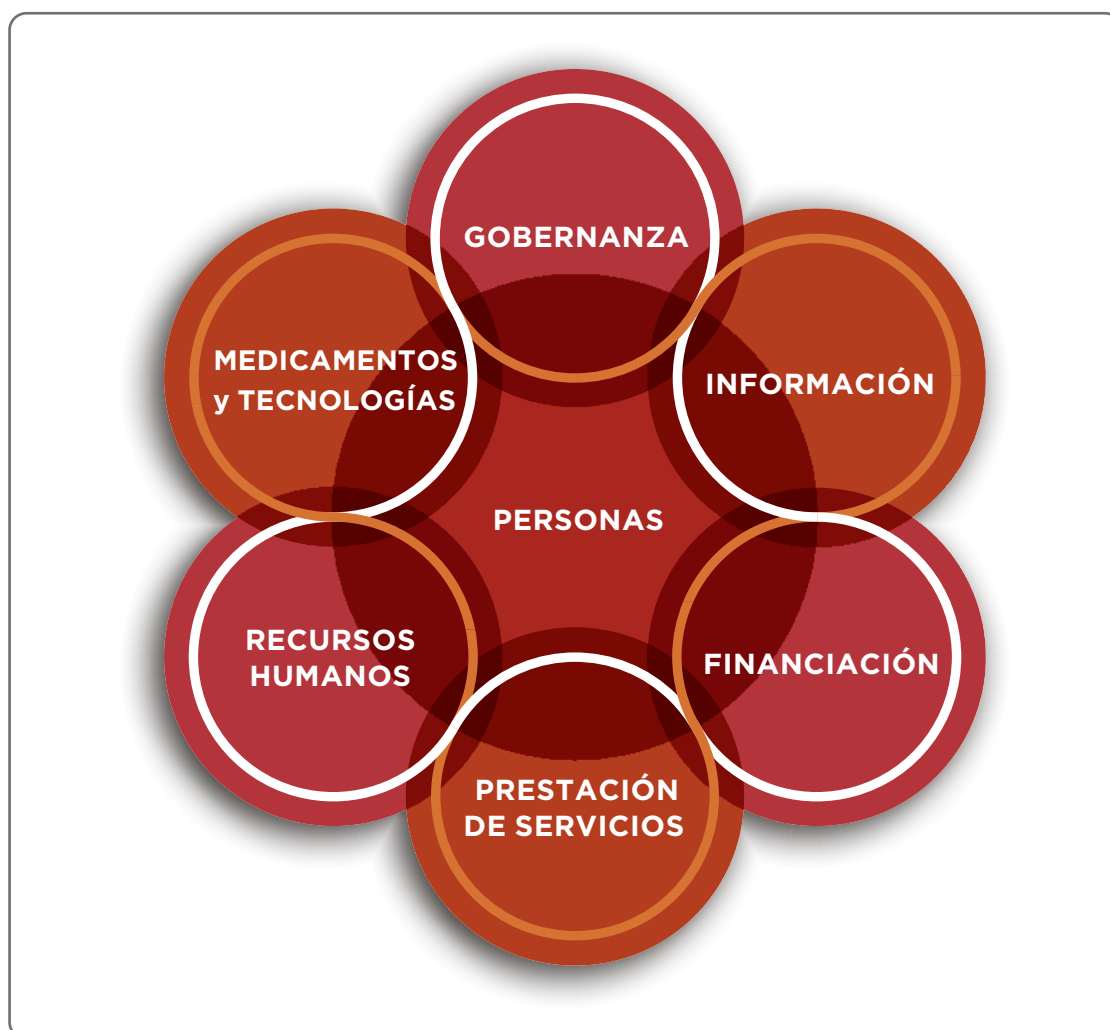 GOBERNANZA
MEDICAMENTOS
y TECNOLOGÍAS
INFORMACIÓN
PERSONAS
RECURSOS
HUMANOS
FINANCIACIÓN
PRESTACIÓN
DE SERVICIOS